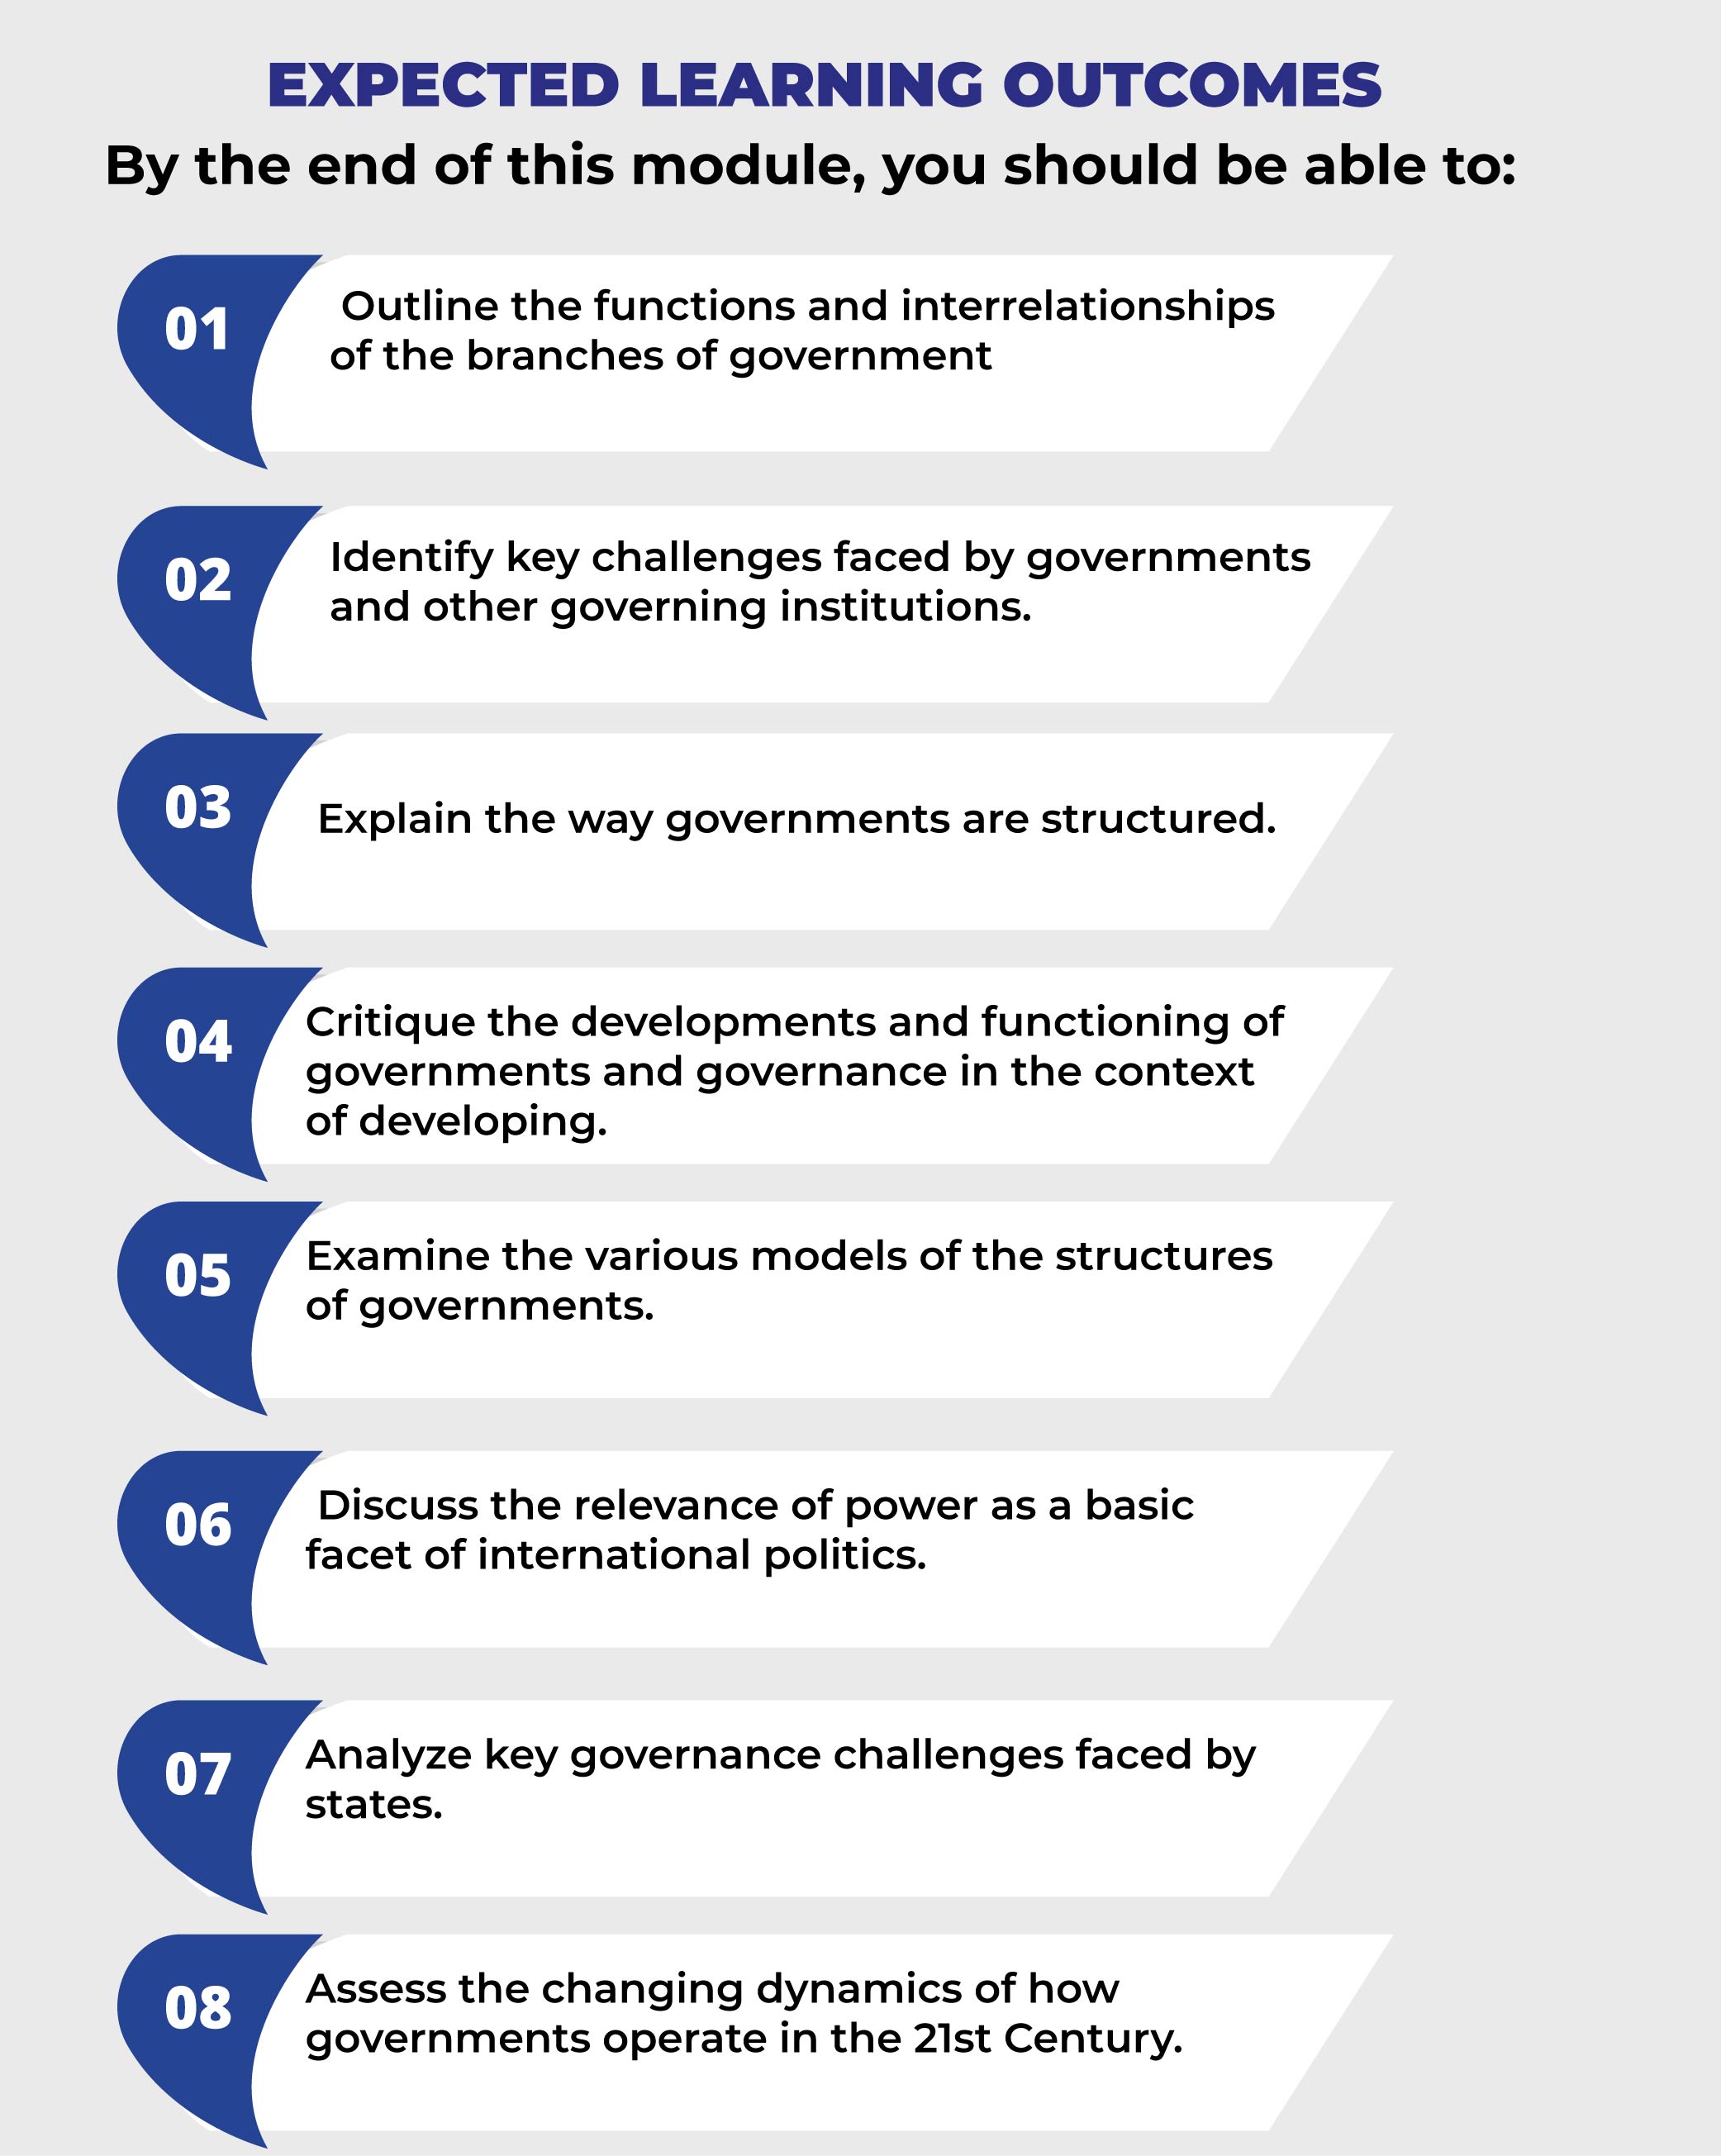 EXPECTED LEARNING OUTCOMES
By the end of this module, you should be able to:
01
Outline the functions and interrelationships
of the branches of government
02
Identify key challenges faced by governments
and other governing institutions.
03
Explain the way governments are structured.
04
Critique the developments and functioning of
governments and governance in the context
of developing.
05
Examine the various models of the structures
of governments.
06
Discuss the relevance of power as a basic
facet of international politics.
07
Analyze key governance challenges faced by
states.
08
Assess the changing dynamics of how
governments operate in the 21st Century.